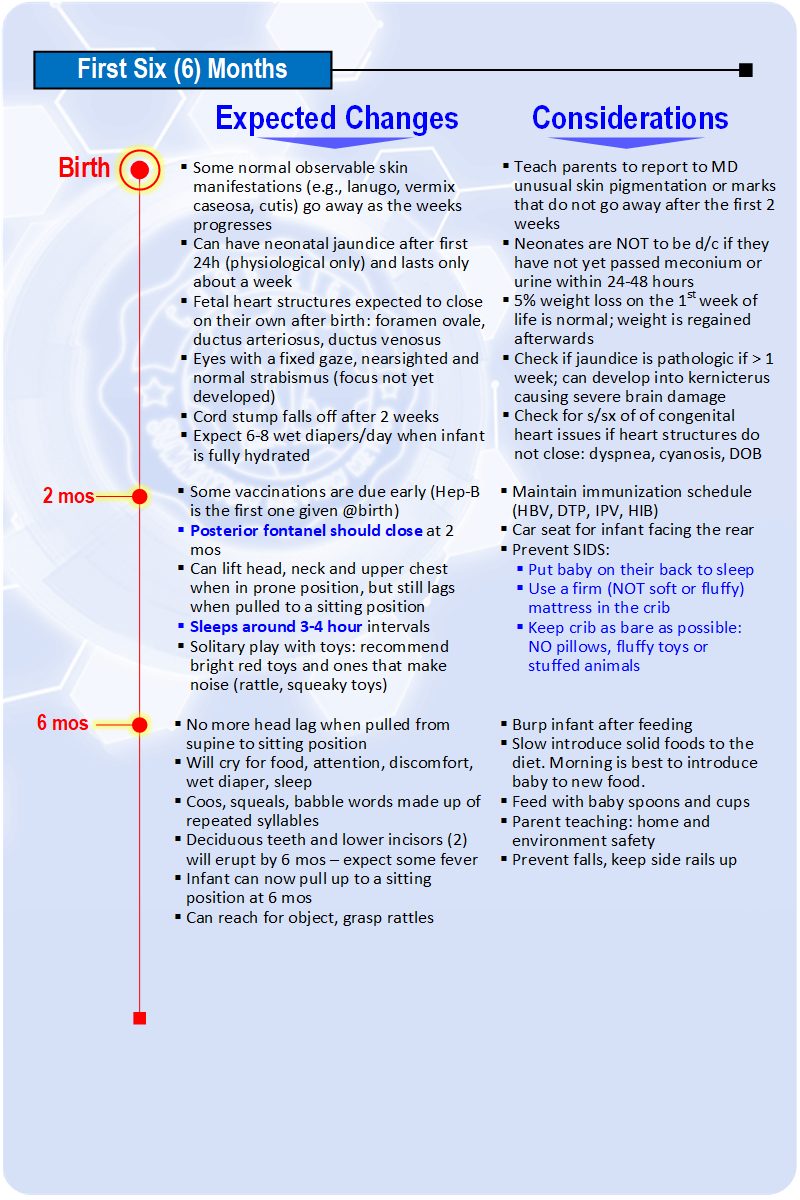 First Six (6) Months
Expected Changes
Considerations
Birth
▪ Some normal observable skin
manifestations (e.g., lanugo, vermix
caseosa, cutis) go away as the weeks
progresses
▪ Can have neonatal jaundice after first
24h (physiological only) and lasts only
about a week
▪ Fetal heart structures expected to close
on their own after birth: foramen ovale,
ductus arteriosus, ductus venosus
▪ Eyes with a fixed gaze, nearsighted and
normal strabismus (focus not yet
developed)
▪ Cord stump falls off after 2 weeks
▪ Expect 6-8 wet diapers/day when infant
is fully hydrated
▪ Teach parents to report to MD
unusual skin pigmentation or marks
that do not go away after the first 2
weeks
▪ Neonates are NOT to be d/c if they
have not yet passed meconium or
urine within 24-48 hours
▪ 5% weight loss on the 1st week of
life is normal; weight is regained
afterwards
▪ Check if jaundice is pathologic if > 1
week; can develop into kernicterus
causing severe brain damage
▪ Check for s/sx of of congenital
heart issues if heart structures do
not close: dyspnea, cyanosis, DOB
2 mos
▪ Some vaccinations are due early (Hep-B
is the first one given @birth)
▪ Posterior fontanel should close at 2
mos
▪ Can lift head, neck and upper chest
when in prone position, but still lags
when pulled to a sitting position
▪ Sleeps around 3-4 hour intervals
▪ Solitary play with toys: recommend
bright red toys and ones that make
noise (rattle, squeaky toys)
▪ Maintain immunization schedule
(HBV, DTP, IPV, HIB)
▪ Car seat for infant facing the rear
▪ Prevent SIDS:
▪ Put baby on their back to sleep
▪ Use a firm (NOT soft or fluffy)
mattress in the crib
▪ Keep crib as bare as possible:
NO pillows, fluffy toys or
stuffed animals
6 mos
▪ No more head lag when pulled from
supine to sitting position
▪ Will cry for food, attention, discomfort,
wet diaper, sleep
▪ Coos, squeals, babble words made up of
repeated syllables
▪ Deciduous teeth and lower incisors (2)
will erupt by 6 mos – expect some fever
▪ Infant can now pull up to a sitting
position at 6 mos
▪ Can reach for object, grasp rattles
▪ Burp infant after feeding
▪ Slow introduce solid foods to the
diet. Morning is best to introduce
baby to new food.
▪ Feed with baby spoons and cups
▪ Parent teaching: home and
environment safety
▪ Prevent falls, keep side rails up